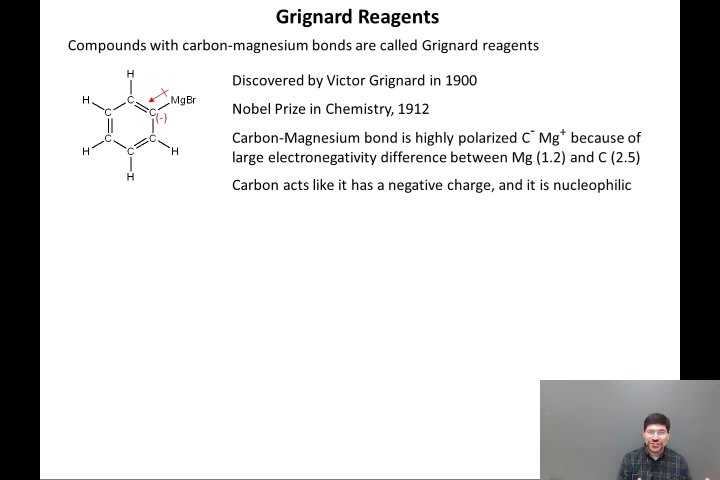 Grignard Reagents
Compounds with carbon-magnesium bonds are called Grignard reagents
H
H
C
MgBr
C
C
(-)
C
C
C
H
H
H
Discovered by Victor Grignard in 1900
Nobel Prize in Chemistry, 1912
Carbon-Magnesium bond is highly polarized C⁻ Mg⁺ because of
large electronegativity difference between Mg (1.2) and C (2.5)
Carbon acts like it has a negative charge, and it is nucleophilic